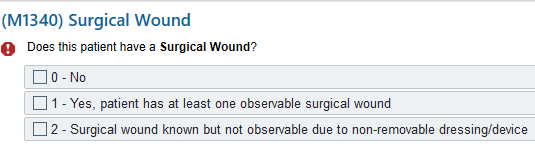 (M1340) Surgical Wound
Does this patient have a Surgical Wound?
0 - No
1 - Yes, patient has at least one observable surgical wound
2 - Surgical wound known but not observable due to non-removable dressing/device